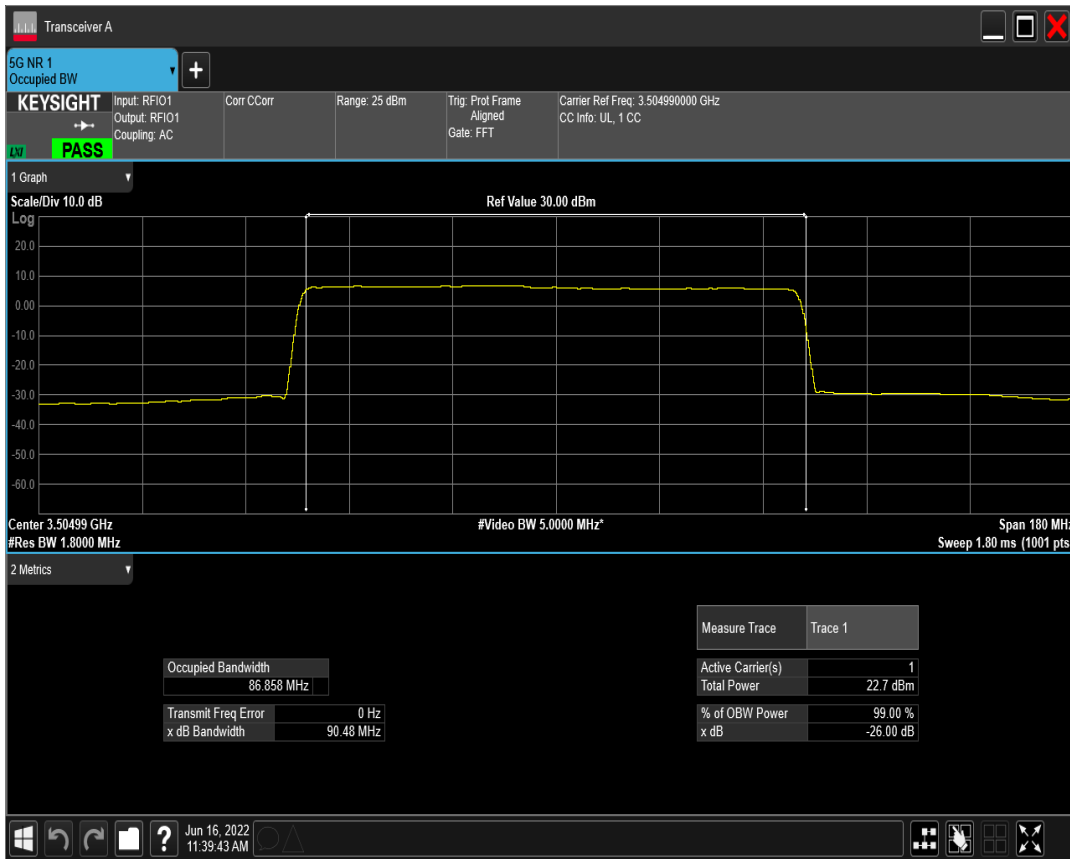 Transceiver A
5G NR 1
Occupied BW
KEYSIGHT
LXI
PASS
Input: RFIO1
Output: RFIO1
Coupling: AC
Corr CCorr
Range: 25 dBm
Trig: Prot Frame
Aligned
Gate: FFT
Carrier Ref Freq: 3.504990000 GHz
CC Info: UL, 1 CC
1 Graph
Scale/Div 10.0 dB
Ref Value 30.00 dBm
Log
20.0
10.0
0.00
-10.0
-20.0
-30.0
-40.0
-50.0
-60.0
Center 3.50499 GHz
#Video BW 5.0000 MHz*
Span 180 MHz
#Res BW 1.8000 MHz
Sweep 1.80 ms (1001 pts
2 Metrics
Measure Trace Trace 1
Occupied Bandwidth
86.858 MHz
Active Carrier(s) 1
Total Power 22.7 dBm
Transmit Freq Error 0 Hz
x dB Bandwidth 90.48 MHz
% of OBW Power 99.00 %
x dB -26.00 dB
?
Jun 16, 2022
11:39:43 AM